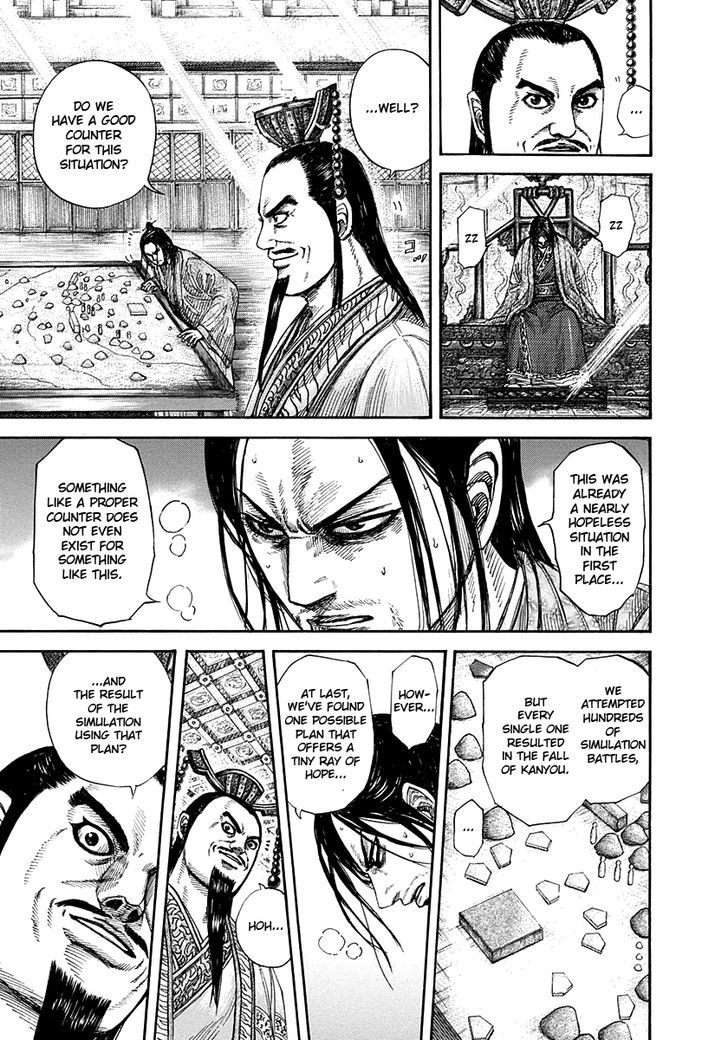 ...
ZZ
ZZ
...WELL?
コ...
DO WE
HAVE A GOOD
COUNTER
FOR THIS
SITUATION?
THIS WAS
ALREADY
A NEARLY
HOPELESS
SITUATION
IN THE
FIRST
PLACE...
SOMETHING
LIKE A PROPER
COUNTER DOES
NOT EVEN
EXIST FOR
SOMETHING
LIKE THIS.
WE
ATTEMPTED
HUNDREDS
OF
SIMULATION
BATTLES,
BUT
EVERY
SINGLE ONE
RESULTED
IN THE FALL
OF KANYOU.
...
HOW-
EVER...
AT LAST,
WE'VE FOUND
ONE POSSIBLE
PLAN THAT
OFFERS A
TINY RAY OF
HOPE...
HOH...
...AND
THE RESULT
OF THE
SIMULATION
USING THAT
PLAN?